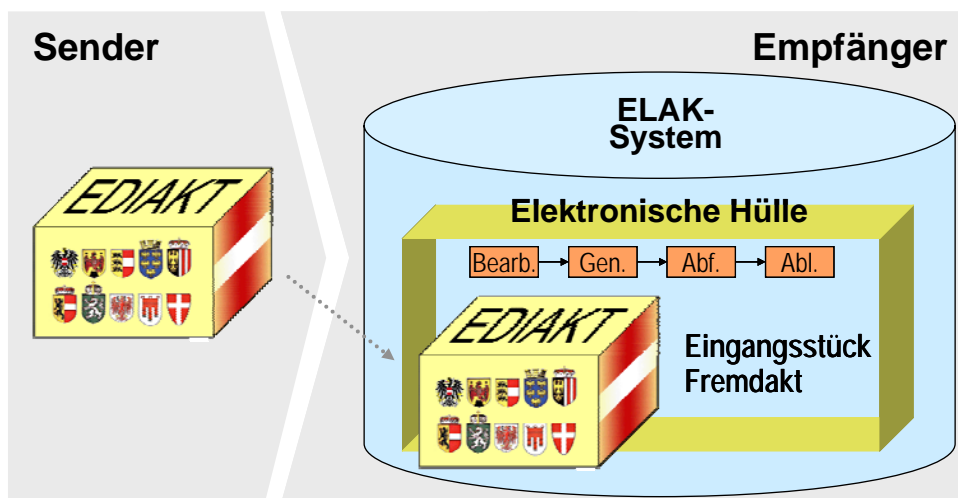 Sender
Empfänger
ELAK-
System
EDIAKT
Elektronische Hülle
Bearb. Gen. Abf. Abl.
EDIAKT
Eingangsstück
Fremdakt